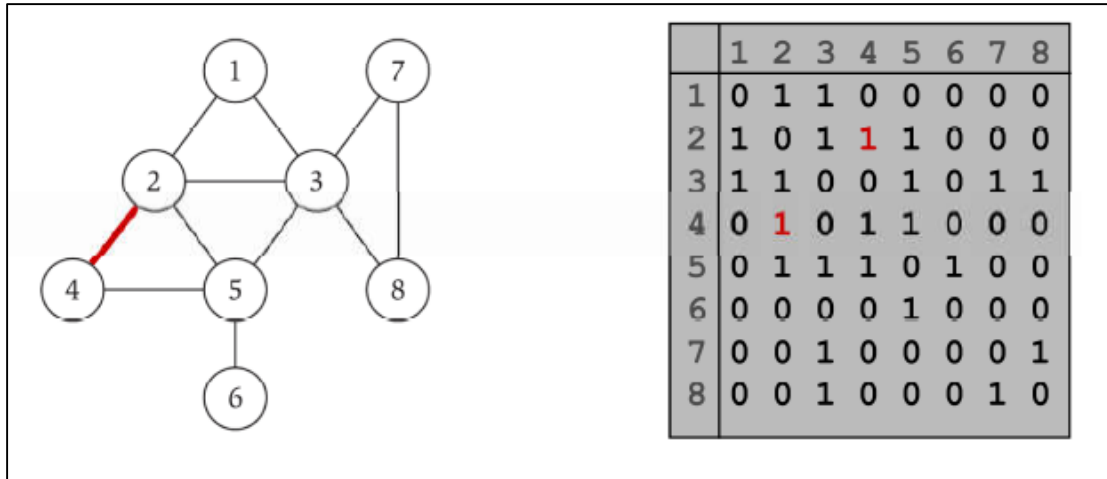 1 7
2 3
4 5 8
6
1 2 3 4 5 6 7 8
1 0 1 1 0 0 0 0 0
2 1 0 1 1 1 0 0 0
3 1 1 0 0 1 0 1 1
4 0 1 0 1 1 0 0 0
5 0 1 1 1 0 1 0 0
6 0 0 0 0 1 0 0 0
7 0 0 1 0 0 0 0 1
8 0 0 1 0 0 0 1 0